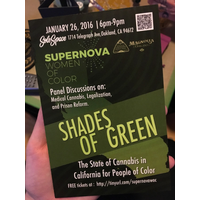 JANUARY 26, 2016 | 6pm-9pm
SoleSpace 1714 Telegraph Ave, Oakland, CA 94612
SUPERNOVA
WOMEN OF
COLOR
Panel Discussions on:
Medical Cannabis, Legalization,
and Prison Reform
SHADES
OF GREEN
The State of Cannabis in
California for People of Color
FREE tickets at: http://tinyurl.com/supernovawoc